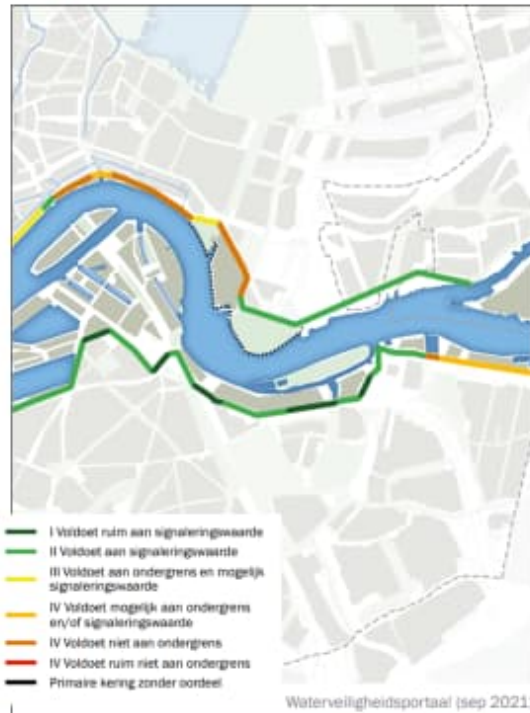 I Voldoet ruim aan signaleringswaarde
II Voldoet aan signaleringswaarde
III Voldoet aan ondergrens en mogelijk
signaleringswaarde
IV Voldoet mogelijk aan ondergrens
en/of signaleringswaarde
IV Voldoet niet aan ondergrens
IV Voldoet ruim niet aan ondergrens
Primaire kering zonder oordeel
Waterveiligheidsportaal (sep 2021